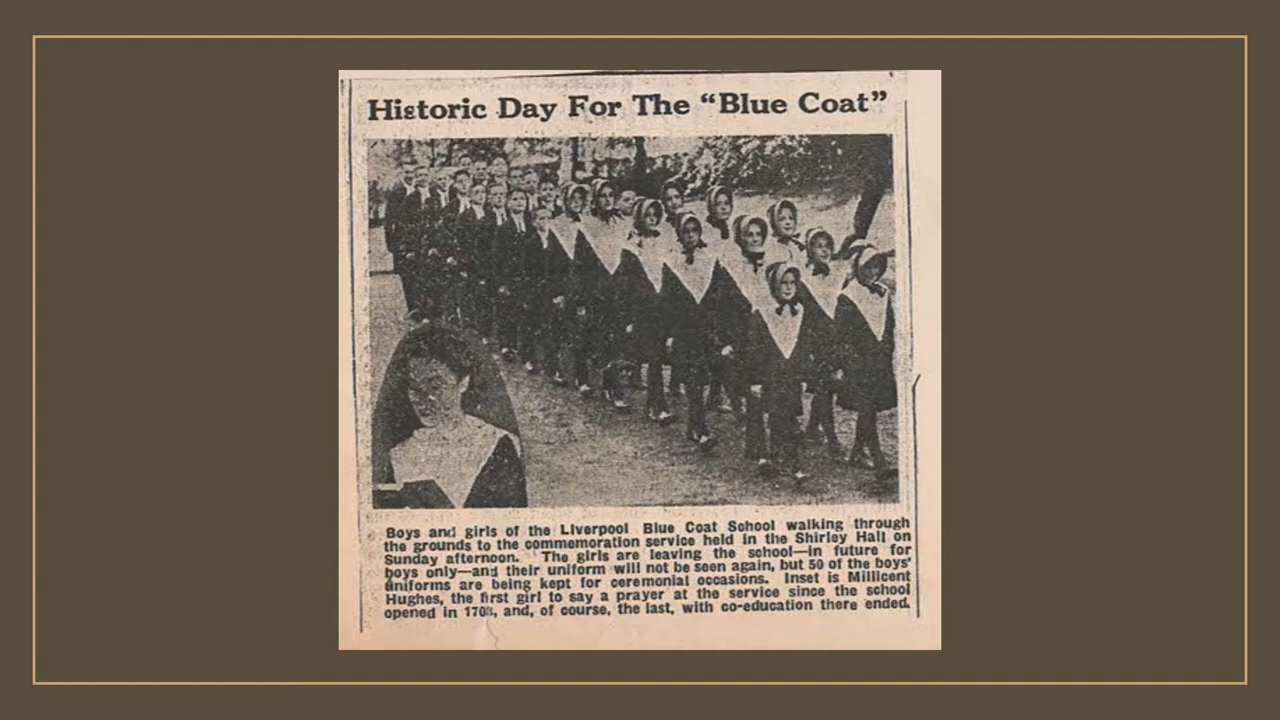 Historic Day For The “Blue Coat”
Boys and girls of the Liverpool Blue Coat School walking through
the grounds to the commemoration service held in the Shirley Hall on
Sunday afternoon. The girls are leaving the school—in future for
boys only—and their uniform will not be seen again, but 50 of the boys'
uniforms are being kept for ceremonial occasions. Inset is Millicent
Hughes, the first girl to say a prayer at the service since the school
opened in and, of course, the last, with co-education there ended.